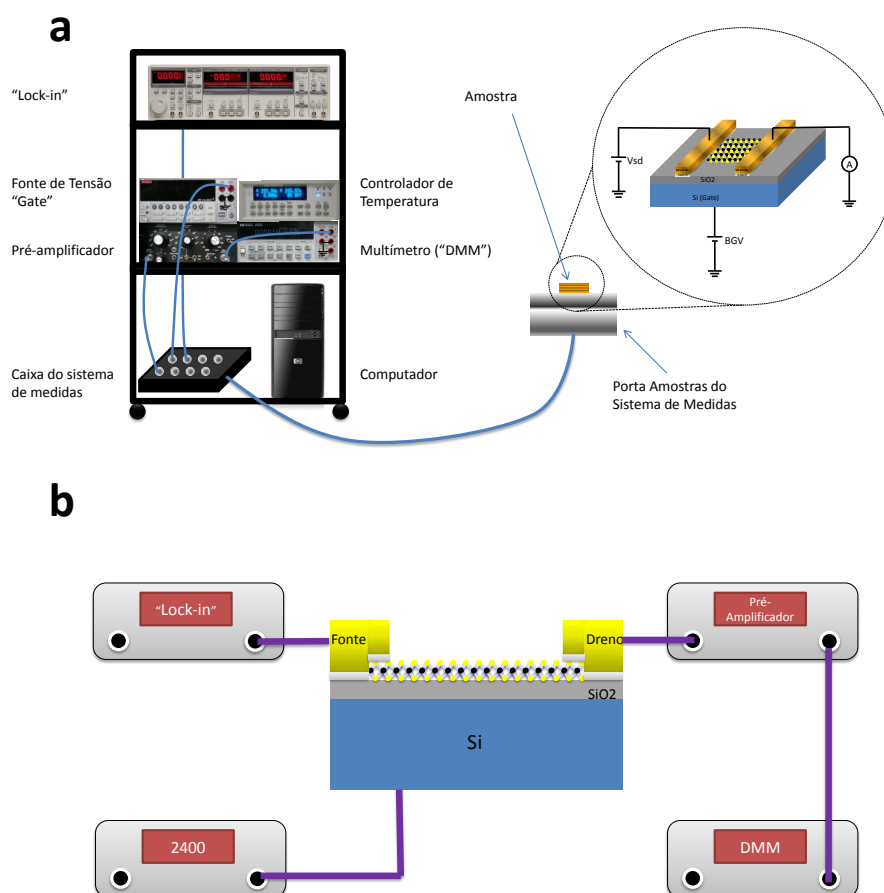 a
"Lock-in"
Amostra
Vsd
A
SiO2
Si (Gate)
BGV
Fonte de Tensão
"Gate"
Controlador de
Temperatura
Pré-amplificador
Multímetro ("DMM")
Caixa do sistema
de medidas
Computador
Porta Amostras do
Sistema de Medidas
b
"Lock-in"
Fonte
Dreno
Pré-
Amplificador
SiO2
Si
2400
DMM